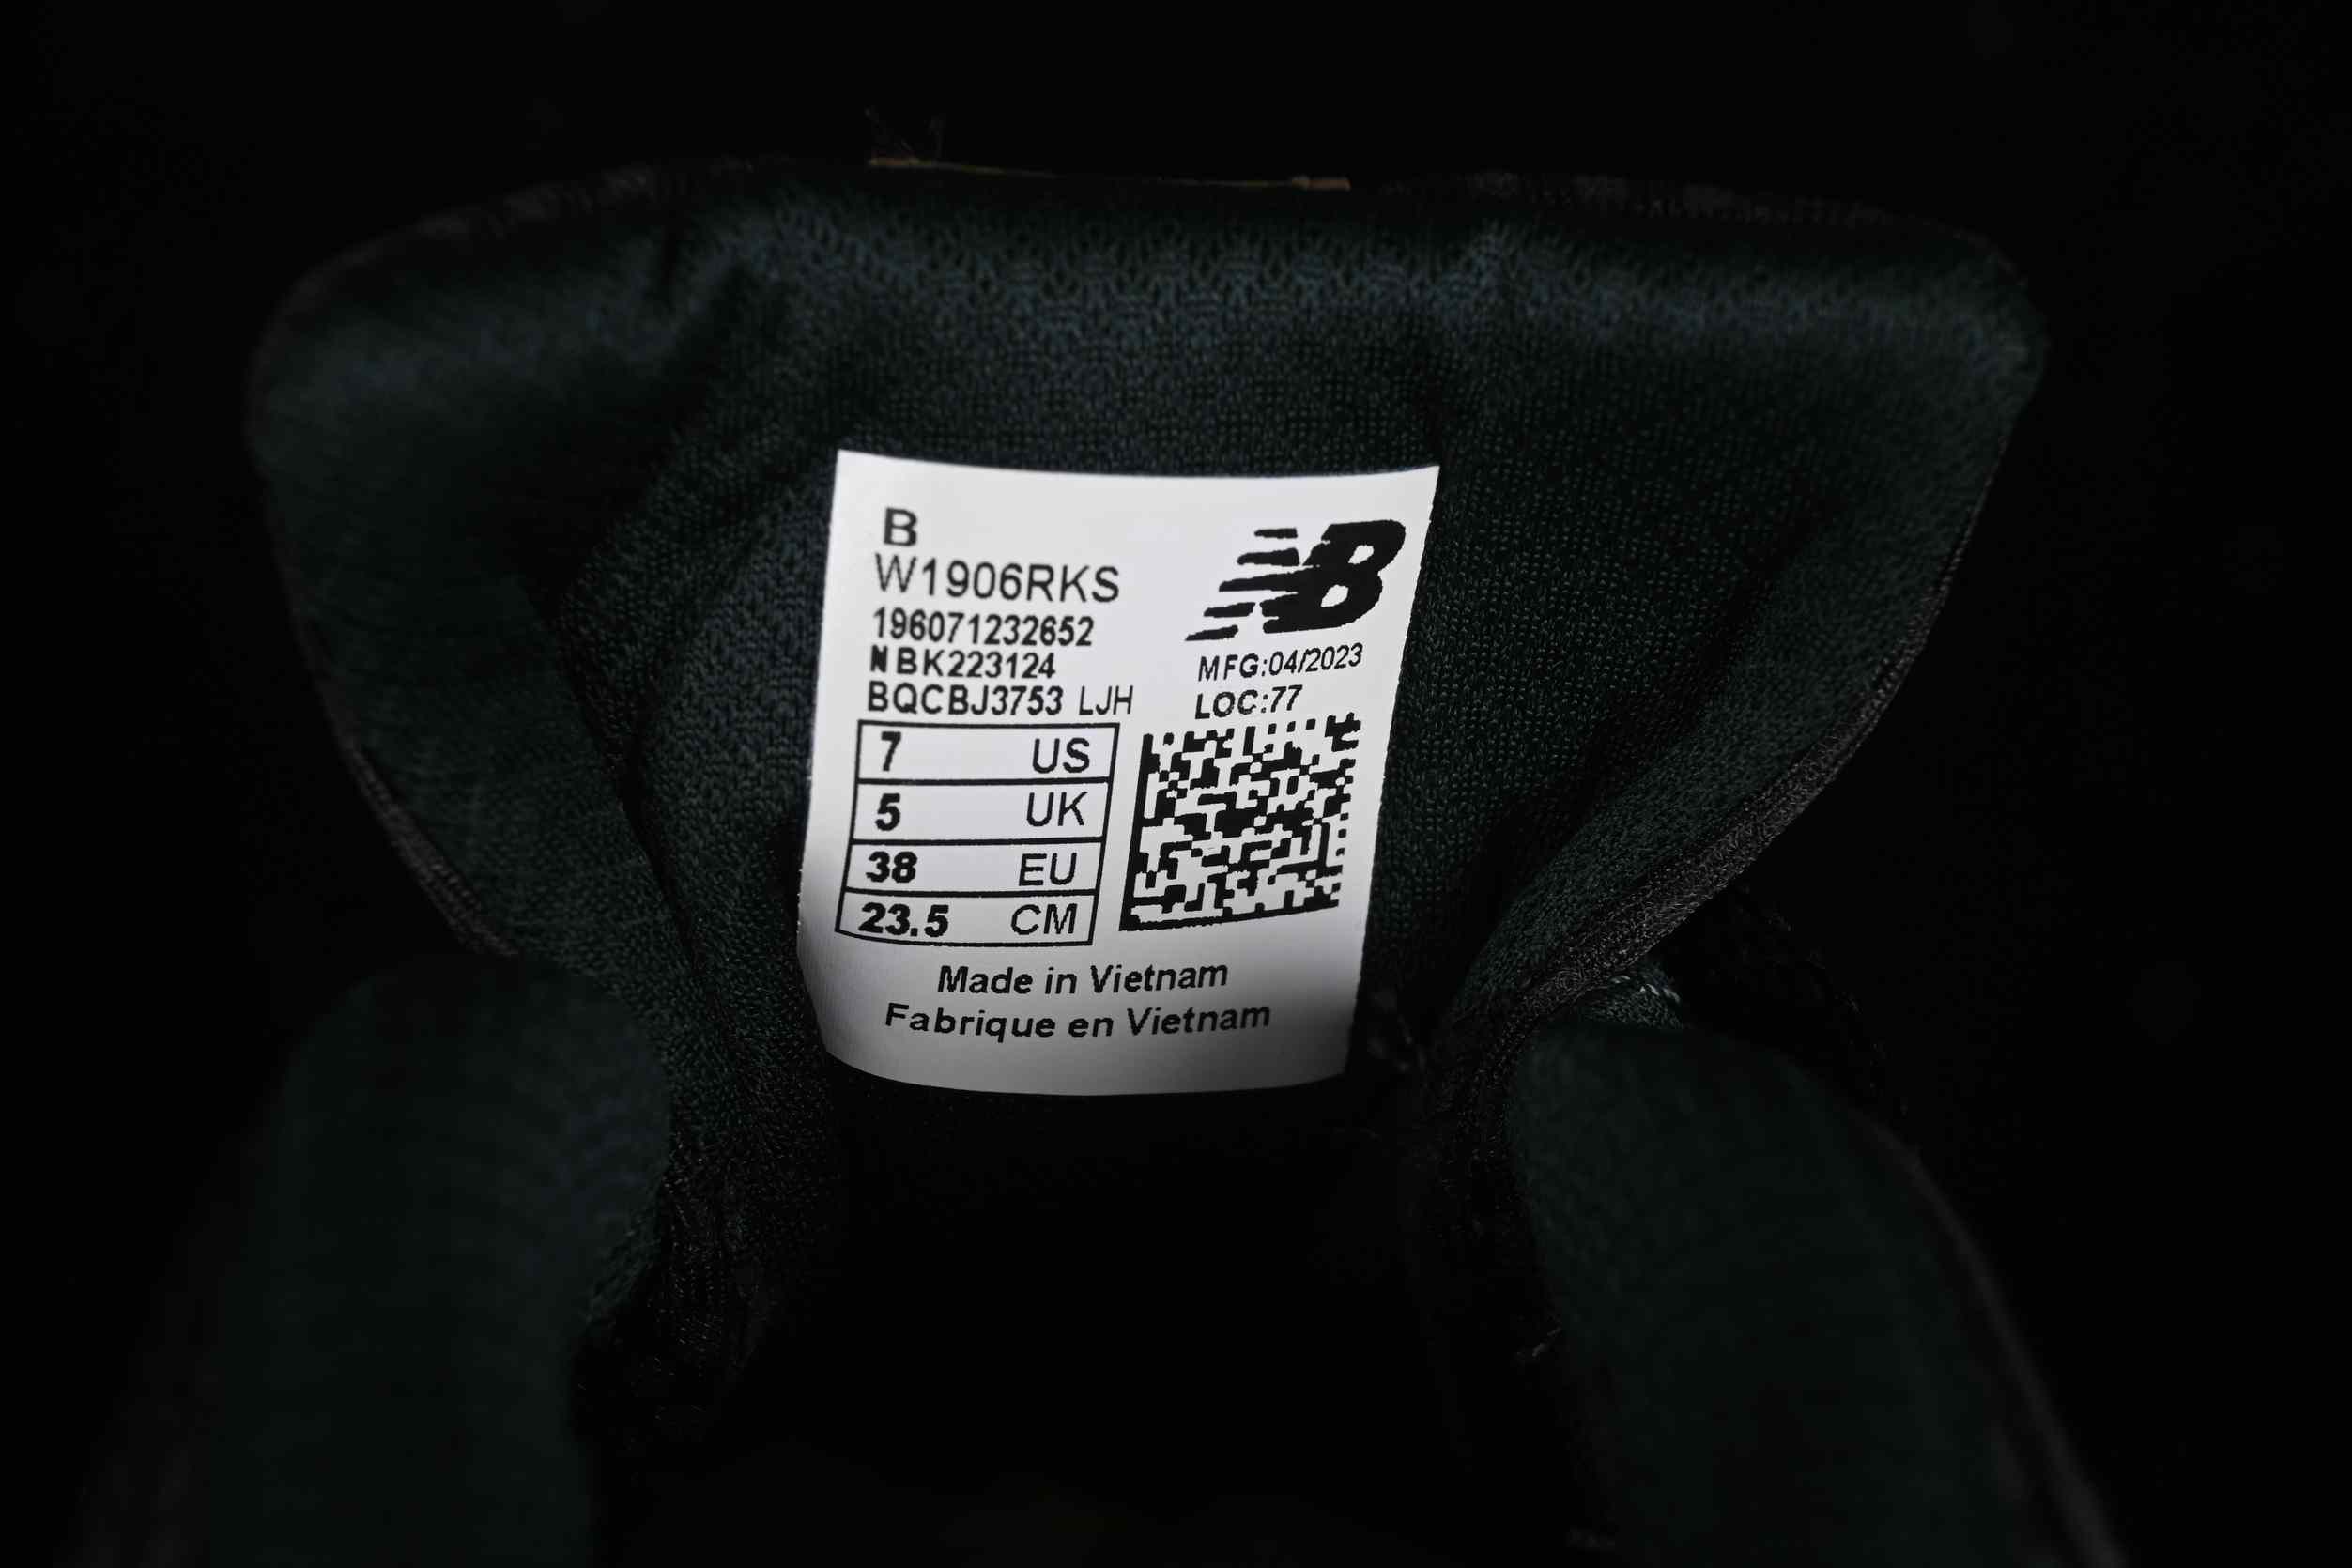 B
W1906RKS
196071232652
NBK223124
BQCBJ3753 LJH
NB
MFG:04/2023
LOC:77
7 US
5 UK
38 EU
23.5 CM
Made in Vietnam
Fabrique en Vietnam